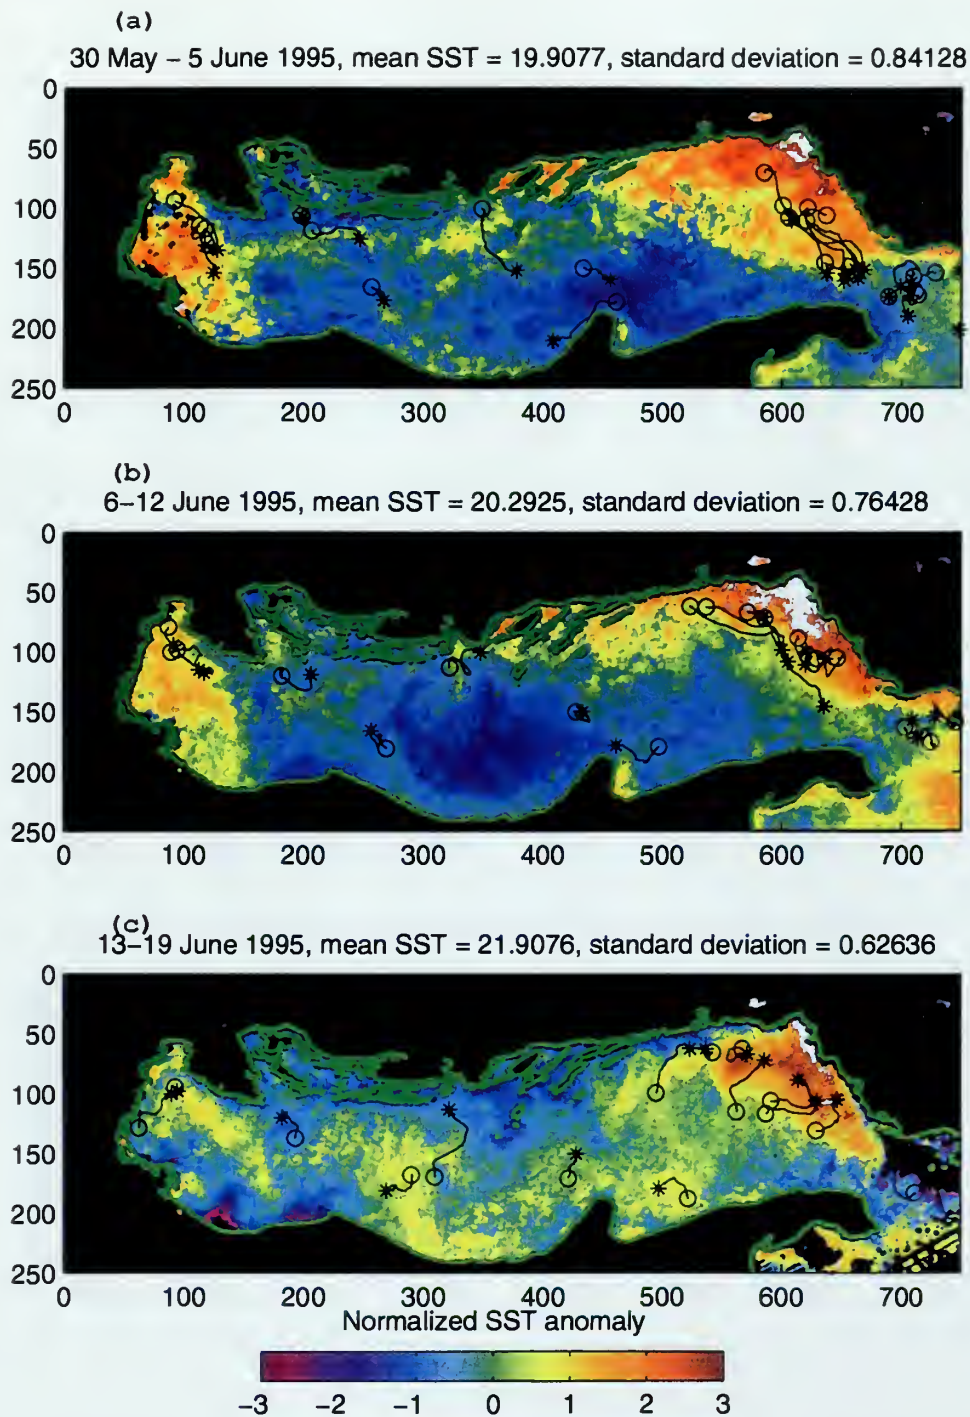 (a)
30 May – 5 June 1995, mean SST = 19.9077, standard deviation = 0.84128
0
50
100
150
200
250
0 100 200 300 400 500 600 700
(b)
6–12 June 1995, mean SST = 20.2925, standard deviation = 0.76428
0
50
100
150
200
250
0 100 200 300 400 500 600 700
(c)
13–19 June 1995, mean SST = 21.9076, standard deviation = 0.62636
0
50
100
150
200
250
0 100 200 300 400 500 600 700
Normalized SST anomaly
−3 −2 −1 0 1 2 3